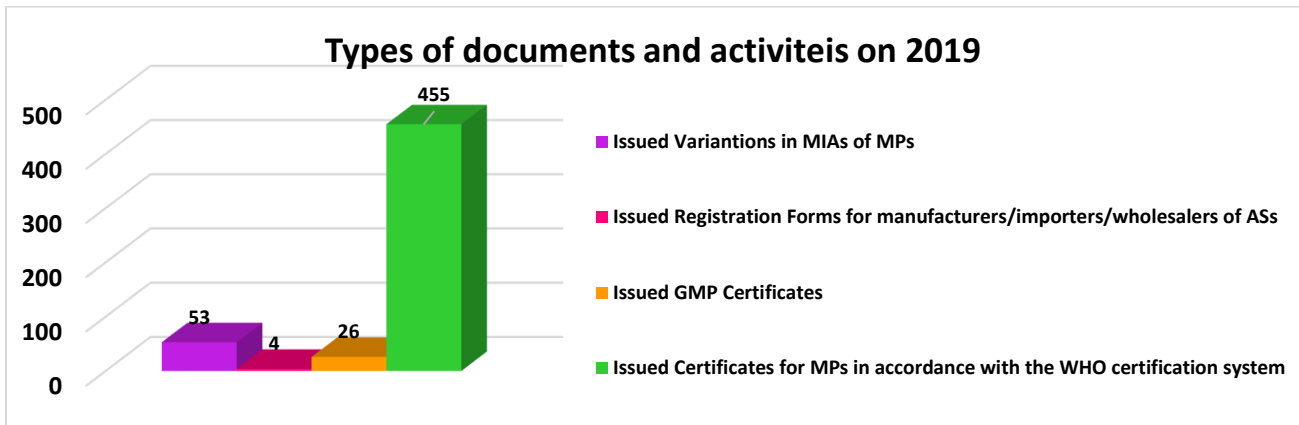 Types of documents and activiteis on 2019
500
400
300
200
100
0
53
4
26
455
Issued Variantions in MIAs of MPs
Issued Registration Forms for manufacturers/importers/wholesalers of ASs
Issued GMP Certificates
Issued Certificates for MPs in accordance with the WHO certification system